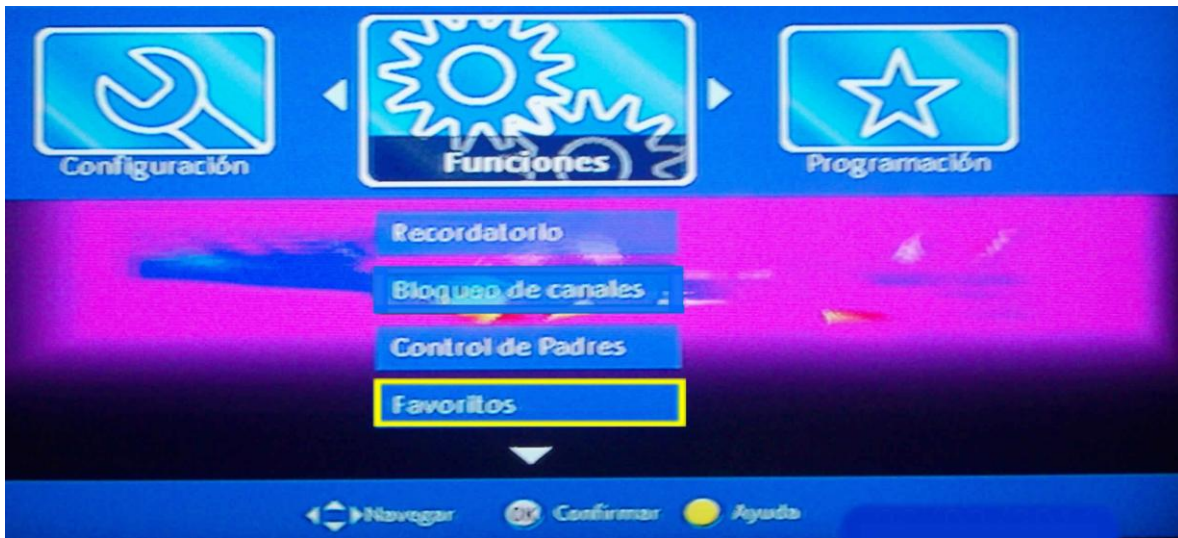 Configuración
Funciones
Programación
Recordatorio
Bloqueo de canales
Control de Padres
Favoritos
Navegar
OK Confirmar
Ayuda